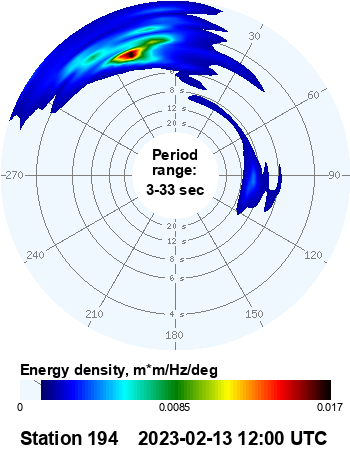 30
60
90
120
150
180
210
240
270
6 s
8 s
12 s
20 s
Period
range:
3-33 sec
20 s
12 s
8 s
4 s
Energy density, m*m/Hz/deg
0 0.0085 0.017
Station 194 2023-02-13 12:00 UTC